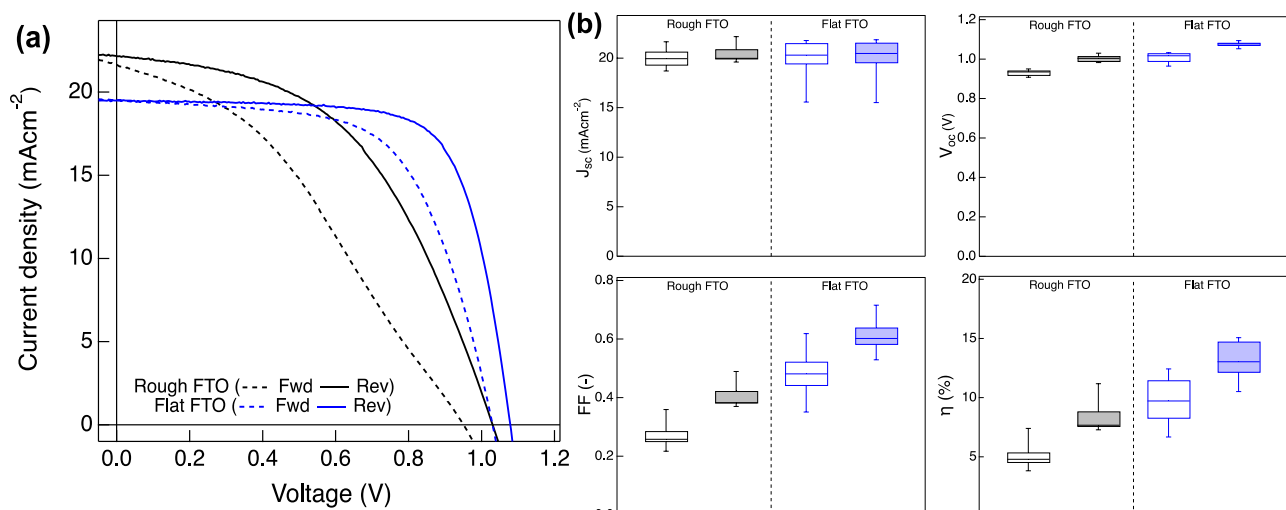 (a)
Current density (mAcm⁻²)
20
15
10
5
0
0.0 0.2 0.4 0.6 0.8 1.0 1.2
Voltage (V)
Rough FTO ( Fwd Rev)
Flat FTO ( Fwd Rev)
(b)
Rough FTO Flat FTO
J_sc (mAcm⁻²)
20
15
10
5
0
Rough FTO Flat FTO
V_oc (V)
1.2
1.0
0.8
0.6
0.4
0.2
0.0
Rough FTO Flat FTO
FF (-)
0.8
0.6
0.4
0.2
0.0
Rough FTO Flat FTO
η (%)
20
15
10
5